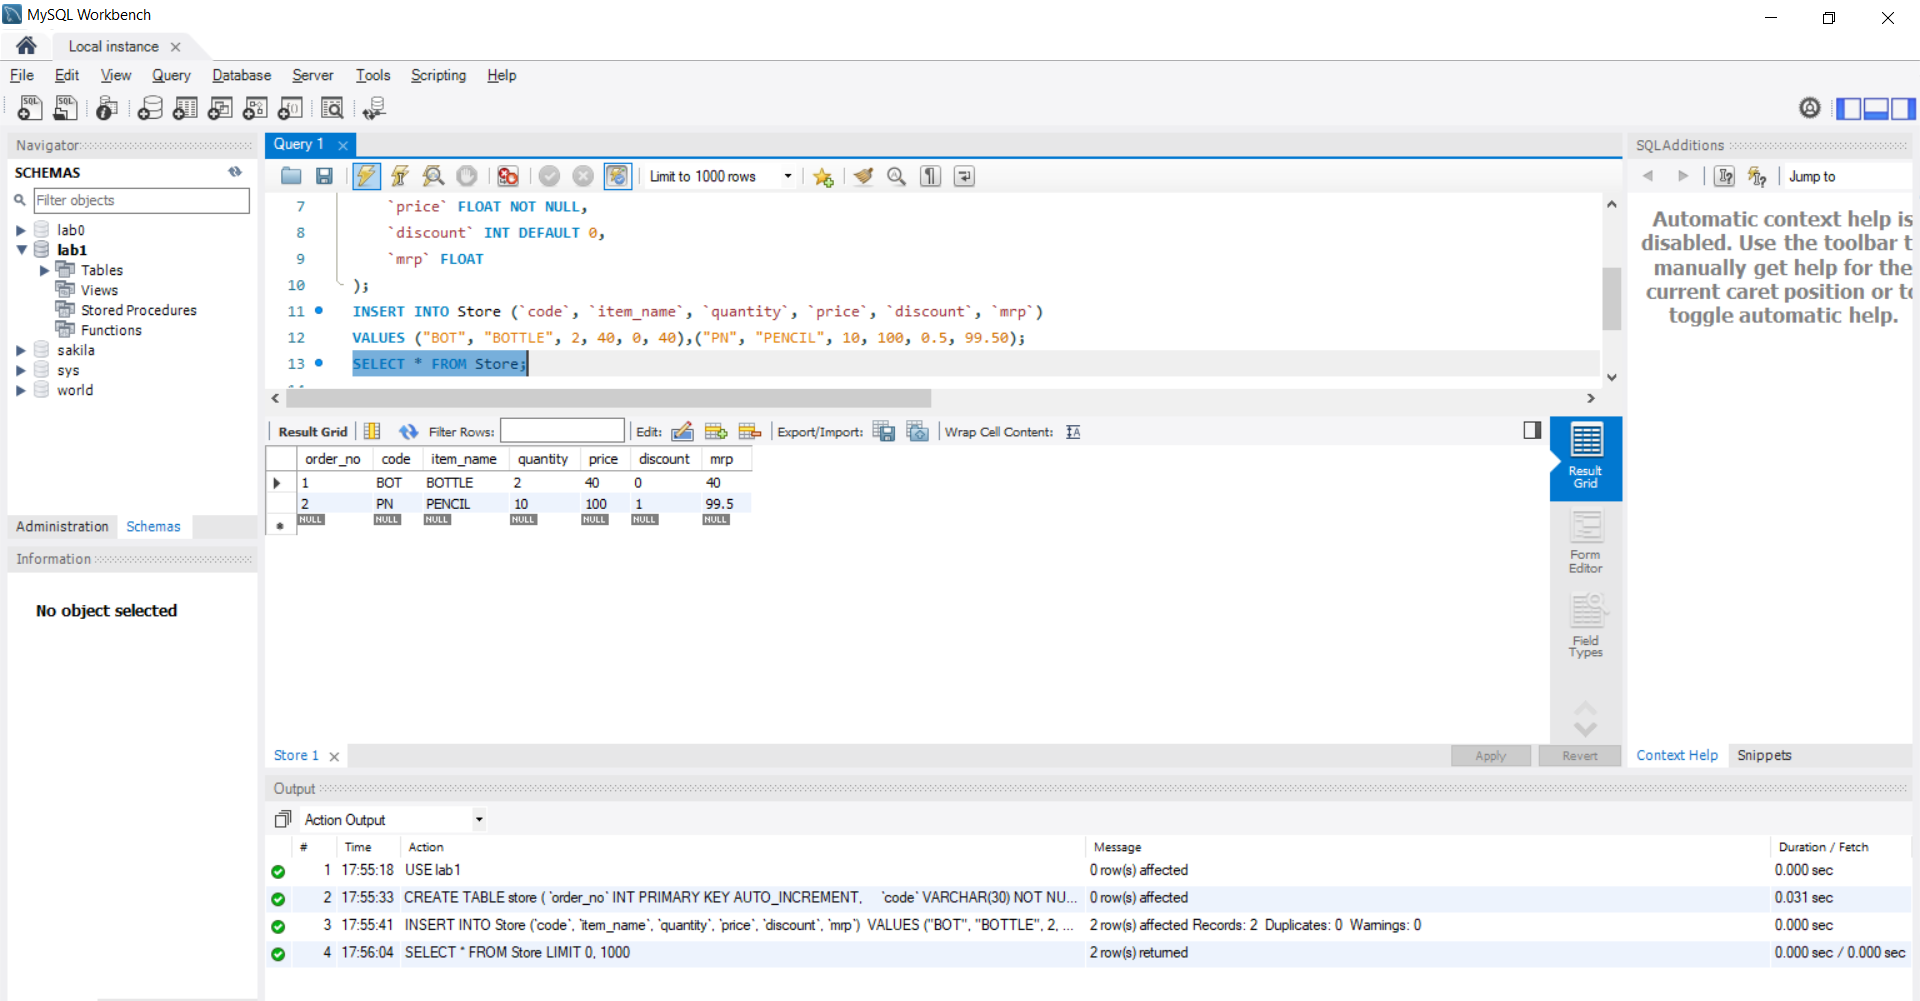 MySQL Workbench
Local instance
File Edit View Query Database Server Tools Scripting Help
Navigator
SCHEMAS
Filter objects
lab0
lab1
Tables
Views
Stored Procedures
Functions
sakila
sys
world
Administration Schemas
Information
No object selected
Query 1
Limit to 1000 rows
7 `price` FLOAT NOT NULL,
8 `discount` INT DEFAULT 0,
9 `mrp` FLOAT
10 );
11 INSERT INTO Store (`code`, `item_name`, `quantity`, `price`, `discount`, `mrp`)
12 VALUES ("BOT", "BOTTLE", 2, 40, 0, 40),("PN", "PENCIL", 10, 100, 0.5, 99.50);
13 SELECT * FROM Store;
Result Grid Filter Rows: Edit: Export/Import: Wrap Cell Content:
order_no code item_name quantity price discount mrp
1 BOT BOTTLE 2 40 0 40
2 PN PENCIL 10 100 1 99.5
NULL NULL NULL NULL NULL NULL NULL
Result
Grid
Form
Editor
Field
Types
Store 1
Apply Revert
SQLAdditions
Jump to
Automatic context help is
disabled. Use the toolbar t
manually get help for the
current caret position or to
toggle automatic help.
Context Help Snippets
Output
Action Output
# Time Action Message Duration / Fetch
1 17:55:18 USE lab1 0 row(s) affected 0.000 sec
2 17:55:33 CREATE TABLE store ( `order_no` INT PRIMARY KEY AUTO_INCREMENT, `code` VARCHAR(30) NOT NU... 0 row(s) affected 0.031 sec
3 17:55:41 INSERT INTO Store (`code`, `item_name`, `quantity`, `price`, `discount`, `mrp`) VALUES ("BOT", "BOTTLE", 2, ... 2 row(s) affected Records: 2 Duplicates: 0 Warnings: 0 0.000 sec
4 17:56:04 SELECT * FROM Store LIMIT 0, 1000 2 row(s) returned 0.000 sec / 0.000 sec